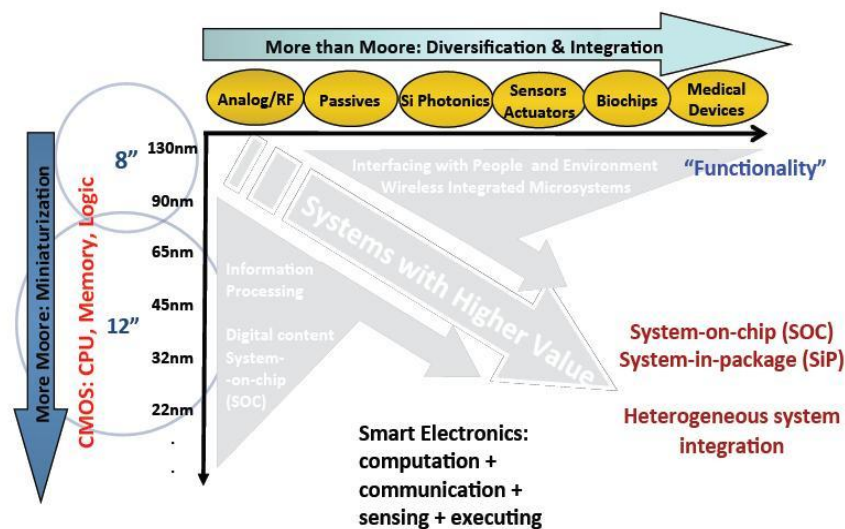 More than Moore: Diversification & Integration
Analog/RF
Passives
Si Photonics
Sensors
Actuators
Biochips
Medical
Devices
"Functionality"
More Moore: Miniaturization
CMOS: CPU, Memory, Logic
8”
12”
130nm
90nm
65nm
45nm
32nm
22nm
.
.
Interfacing with People and Environment
Wireless Integrated Microsystems
Systems with Higher Value
Information
Processing
Digital content
System-
-on-chip
(SOC)
System-on-chip (SOC)
System-in-package (SiP)
Heterogeneous system
integration
Smart Electronics:
computation +
communication +
sensing + executing